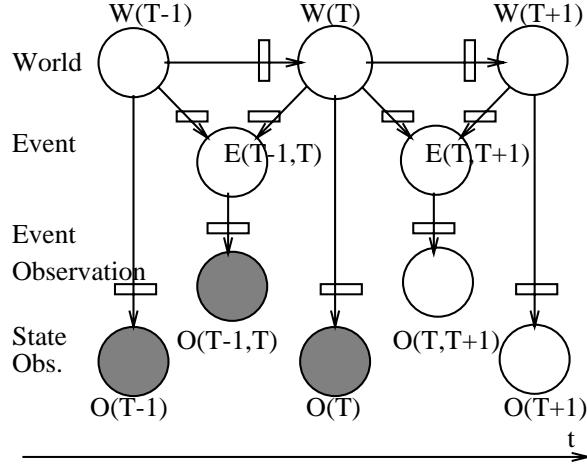 W(T-1) W(T) W(T+1)
World
Event
E(T-1,T) E(T,T+1)
Event
Observation
O(T-1,T) O(T,T+1)
State
Obs.
O(T-1) O(T) O(T+1)
t